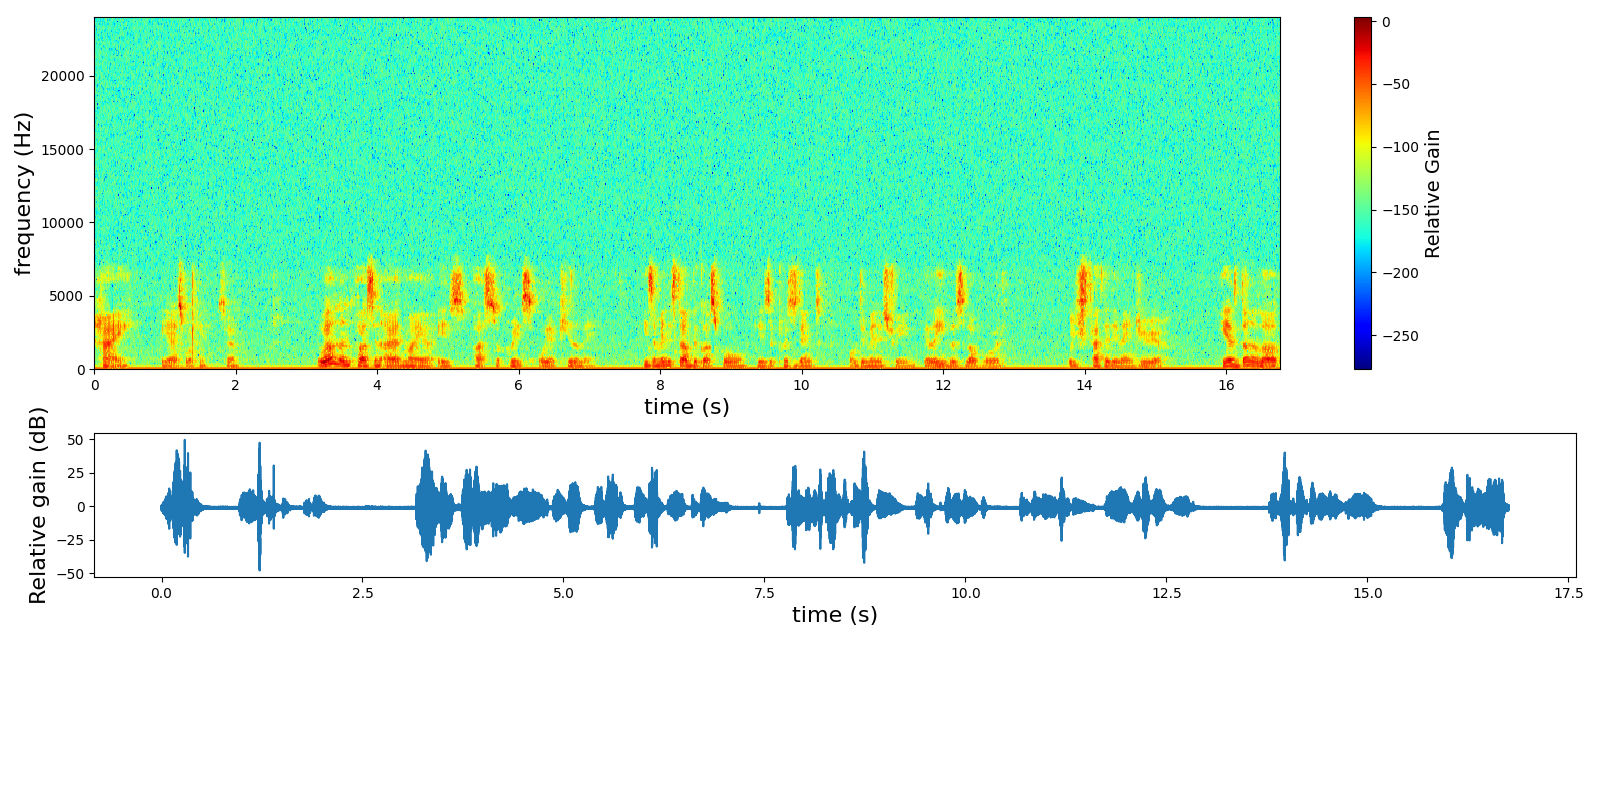 20000
15000
10000
5000
0
frequency (Hz)
0 2 4 6 8 10 12 14 16
time (s)
0
−50
−100
−150
−200
−250
Relative Gain
50
25
0
−25
−50
Relative gain (dB)
0.0 2.5 5.0 7.5 10.0 12.5 15.0 17.5
time (s)